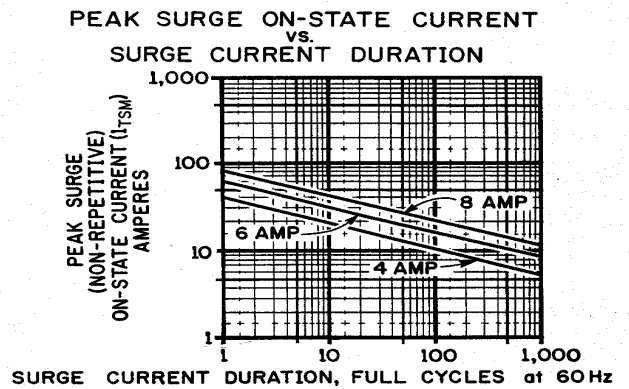 PEAK SURGE ON-STATE CURRENT
vs.
SURGE CURRENT DURATION
PEAK SURGE
(NON-REPETITIVE)
ON-STATE CURRENT (ITSM)
AMPERES
1,000
100
10
1
8 AMP
6 AMP
4 AMP
1
10
100
1,000
SURGE CURRENT DURATION, FULL CYCLES at 60 Hz